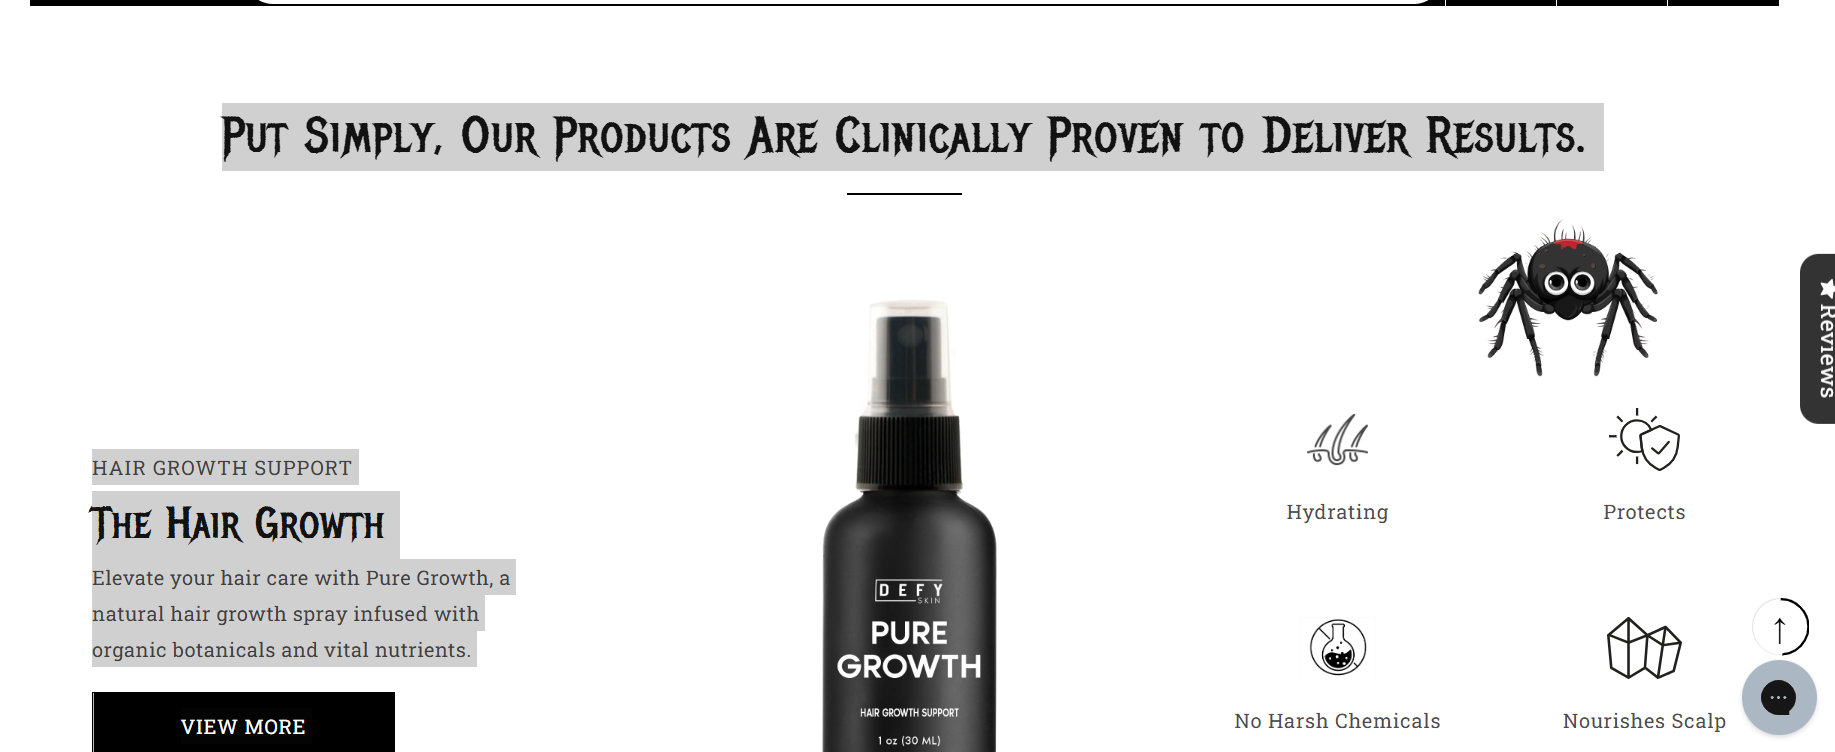 Put Simply, Our Products Are Clinically Proven to Deliver Results.
★ Reviews
HAIR GROWTH SUPPORT
The Hair Growth
Elevate your hair care with Pure Growth, a
natural hair growth spray infused with
organic botanicals and vital nutrients.
VIEW MORE
DEFY
SKIN
PURE
GROWTH
HAIR GROWTH SUPPORT
1 oz (30 ML)
Hydrating
Protects
No Harsh Chemicals
Nourishes Scalp